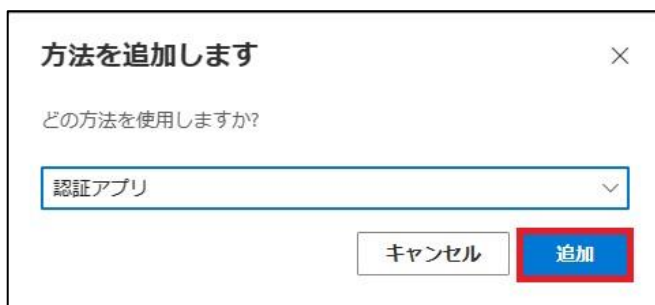 方法を追加します
どの方法を使用しますか?
認証アプリ
キャンセル
追加